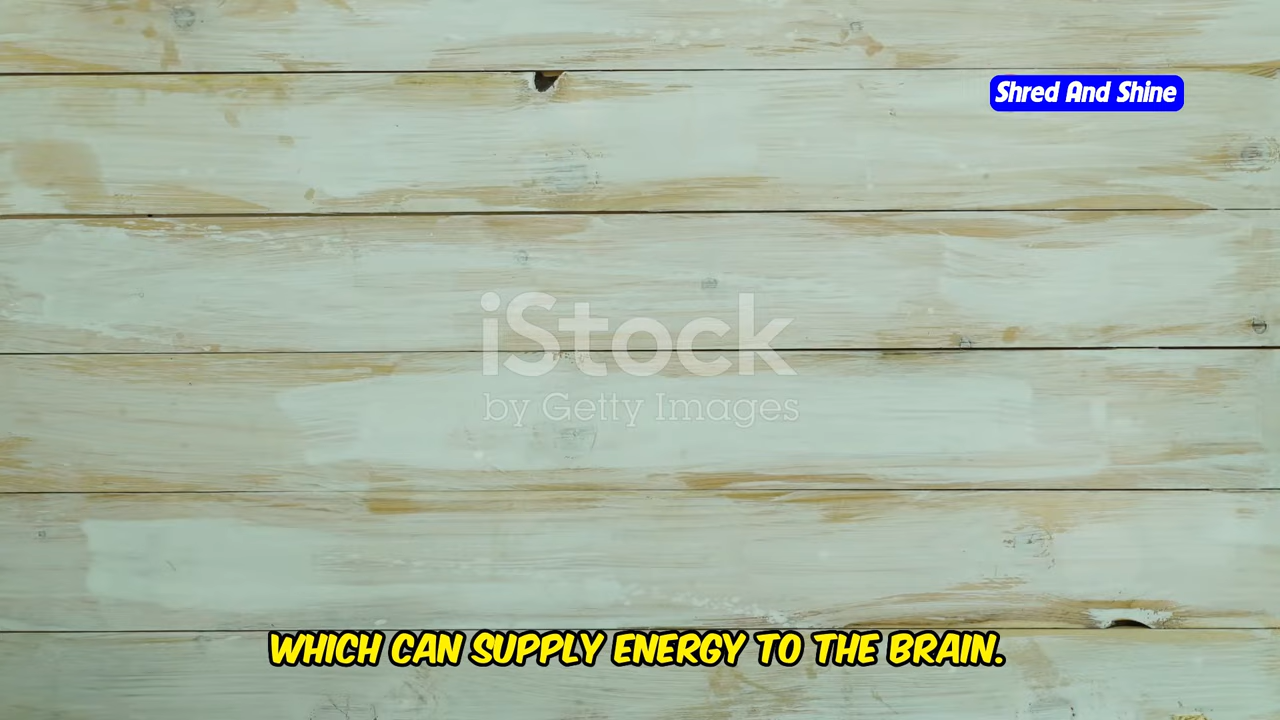 Shred And Shine
iStock
by Getty Images
WHICH CAN SUPPLY ENERGY TO THE BRAIN.